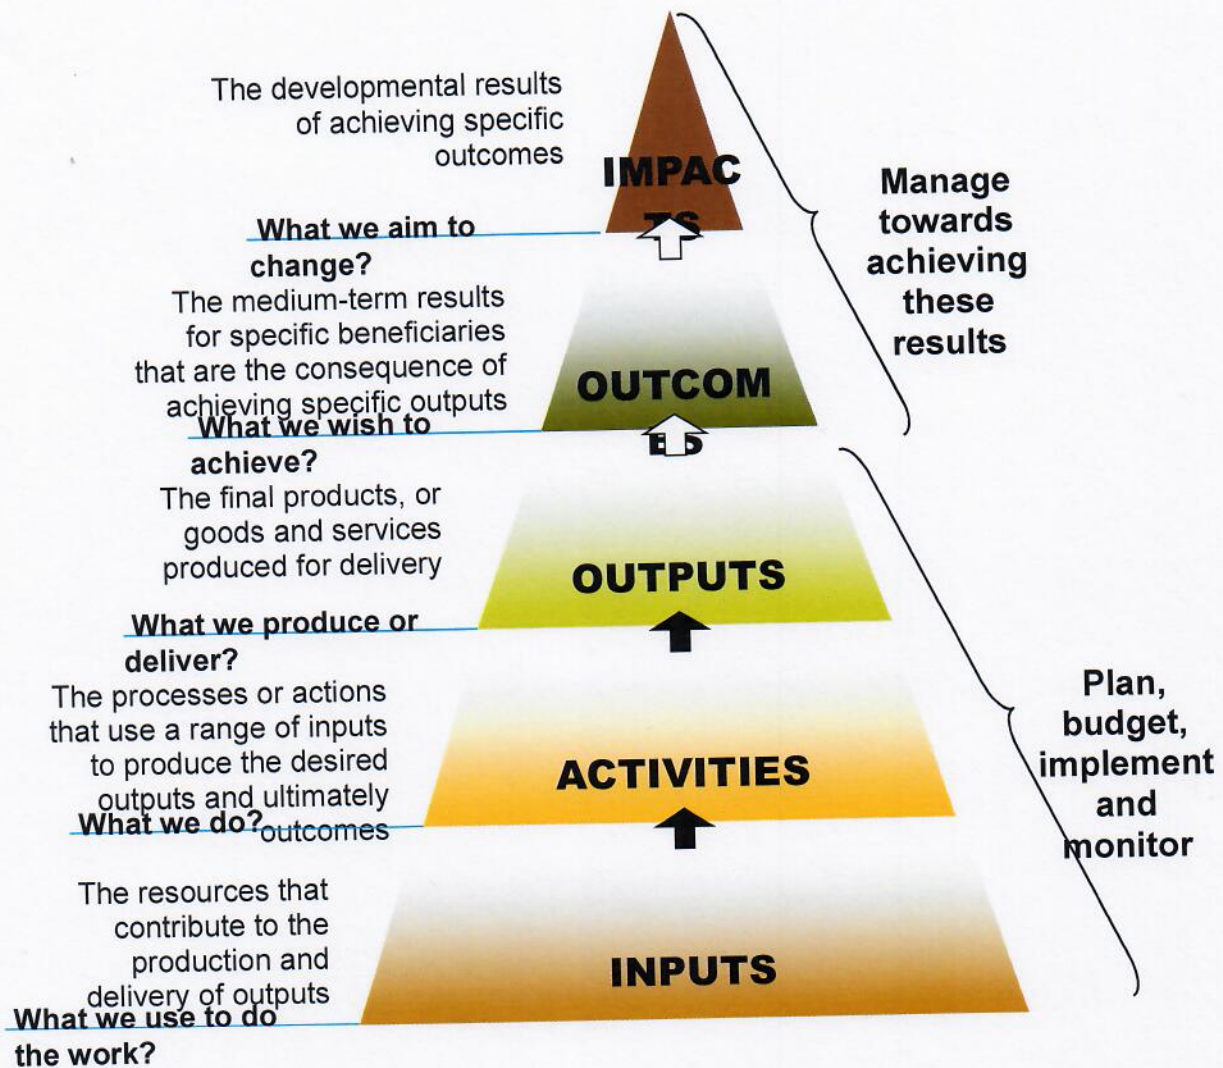 The developmental results
of achieving specific
outcomes
IMPAC
TS
What we aim to
change?
Manage
towards
achieving
these
results
The medium-term results
for specific beneficiaries
that are the consequence of
achieving specific outputs
OUTCOM
ES
What we wish to
achieve?
The final products, or
goods and services
produced for delivery
OUTPUTS
What we produce or
deliver?
The processes or actions
that use a range of inputs
to produce the desired
outputs and ultimately
outcomes
ACTIVITIES
What we do?
Plan,
budget,
implement
and
monitor
The resources that
contribute to the
production and
delivery of outputs
INPUTS
What we use to do
the work?